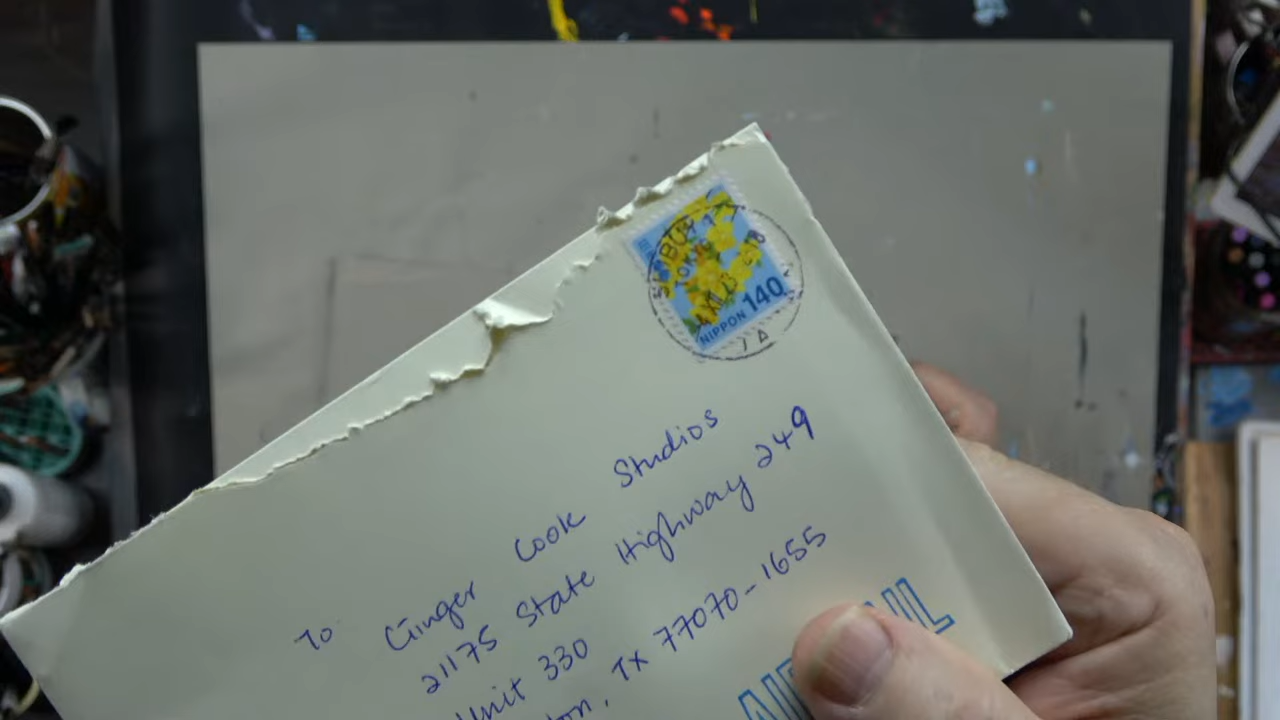 NIPPON 140
To Ginger Cook Studios
21175 State Highway 249
Unit 330
TX 77070-1655